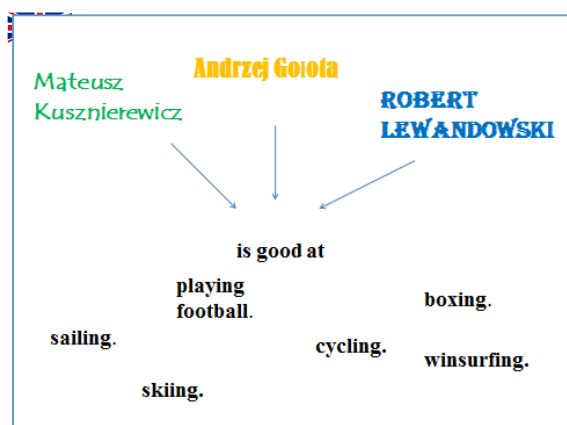 Mateusz
Kusznierewicz
Andrzej Gołota
ROBERT
LEWANDOWSKI
is good at
playing
football.
boxing.
sailing.
cycling.
winsurfing.
skiing.